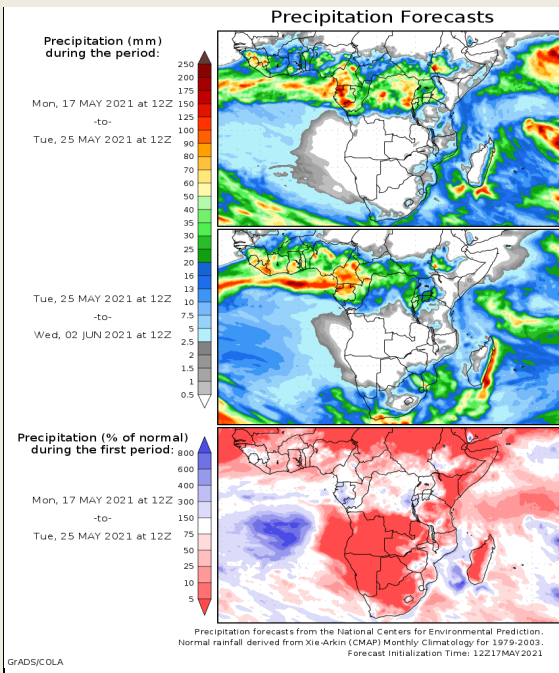 Precipitation Forecasts
Precipitation (mm)
during the period:
Mon, 17 MAY 2021 at 12Z
-to-
Tue, 25 MAY 2021 at 12Z
250
200
175
150
125
100
90
80
70
60
50
40
35
30
25
20
16
13
10
7.5
5
2.5
2
1.5
1
0.5
Tue, 25 MAY 2021 at 12Z
-to-
Wed, 02 JUN 2021 at 12Z
Precipitation (% of normal)
during the first period:
Mon, 17 MAY 2021 at 12Z
-to-
Tue, 25 MAY 2021 at 12Z
800
600
400
300
150
75
50
25
10
5
Precipitation forecasts from the National Centers for Environmental Prediction.
Normal rainfall derived from Xie-Arkin (CMAP) Monthly Climatology for 1979-2003.
Forecast Initialization Time: 12Z17MAY2021
GrADS/COLA